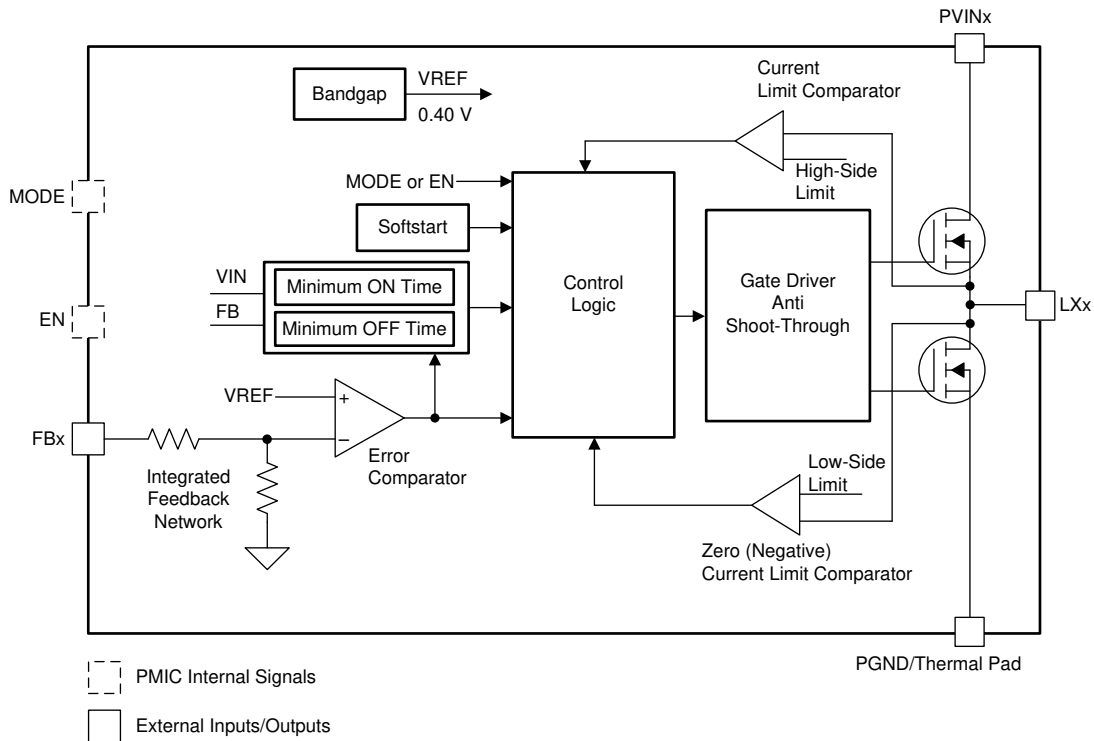 PVINx
Bandgap
VREF
0.40 V
Current
Limit Comparator
High-Side
Limit
MODE
MODE or EN
Softstart
VIN
FB
Minimum ON Time
Minimum OFF Time
Control
Logic
Gate Driver
Anti
Shoot-Through
LXx
EN
VREF
+
−
FBx
Error
Comparator
Integrated
Feedback
Network
Low-Side
Limit
Zero (Negative)
Current Limit Comparator
PGND/Thermal Pad
PMIC Internal Signals
External Inputs/Outputs